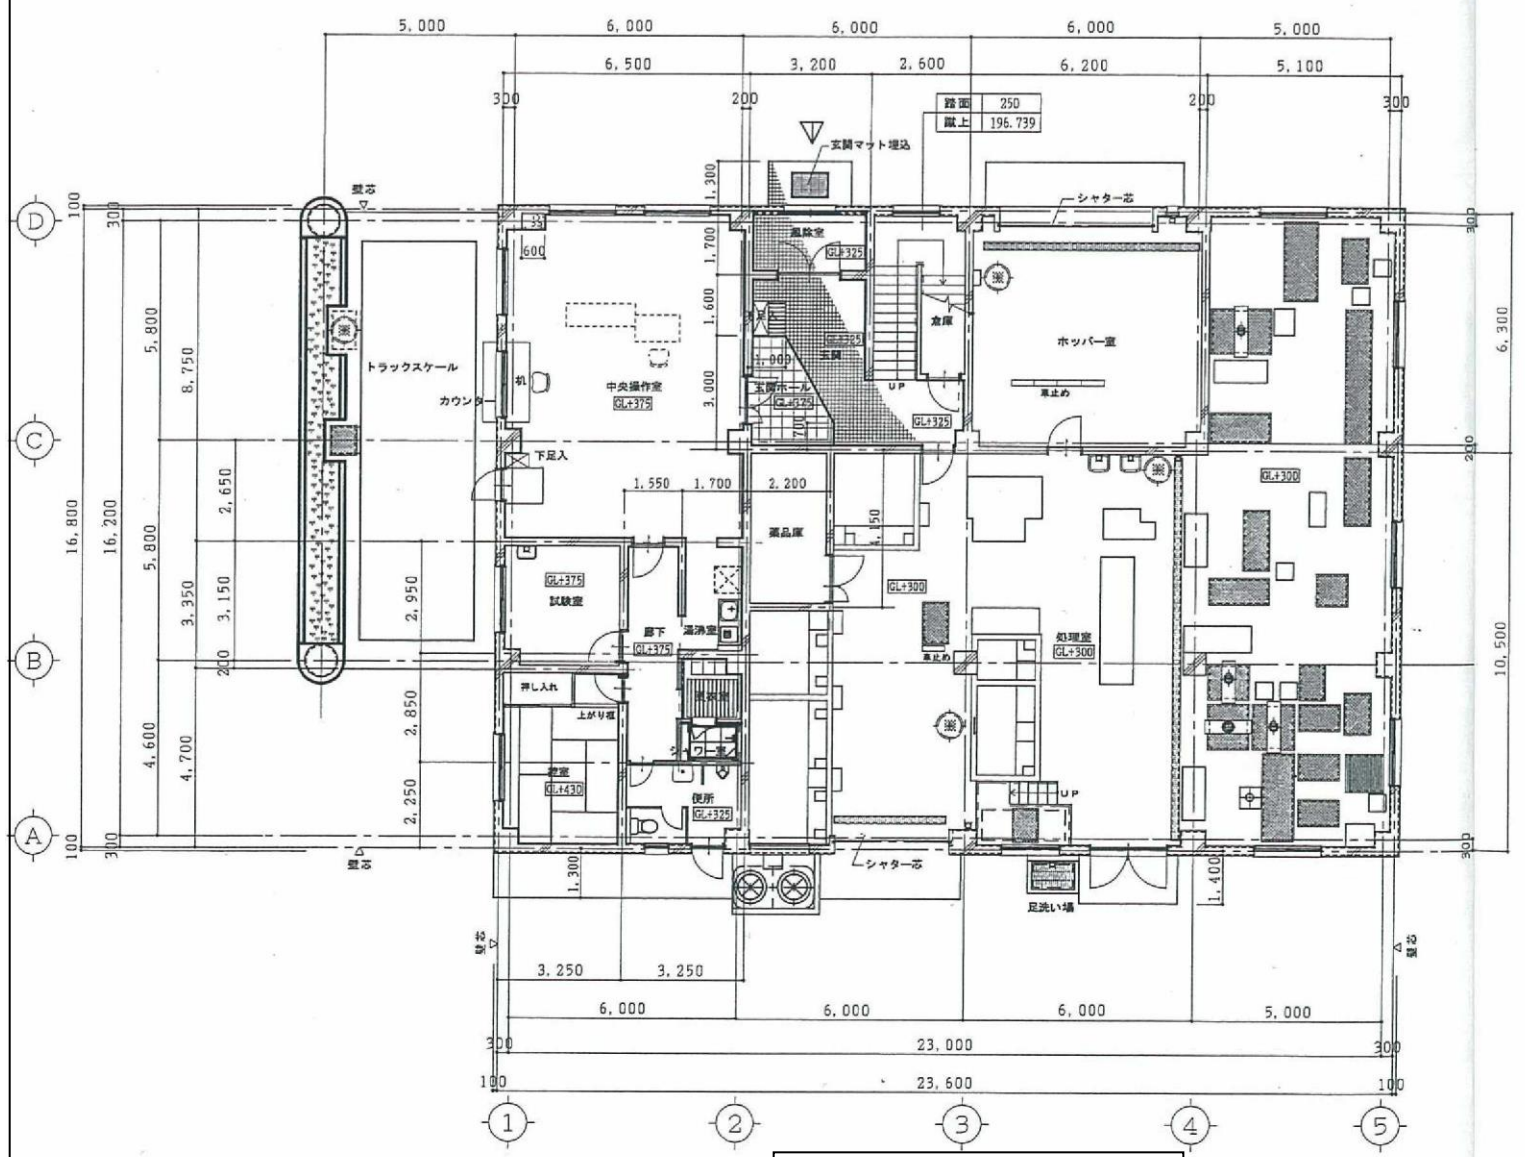 5,000 6,000 6,000 6,000 5,000
6,500 3,200 2,600 6,200 5,100
300 200 200 300
踏面 250
蹴上 196.739
玄関マット埋込
壁芯
シャター芯
1,300
100
300
D
風除室
GL+325
600
1,700
300
5,800
8,750
1,600
倉庫
ホッパー室
6,300
トラックスケール
GL+325
玄関
1,000
机
中央操作室
GL+375
カウンター
3,000
玄関ホール
GL+325
UP
車止め
GL+325
700
C
200
下足入
2,650
1,550 1,700 2,200
GL+300
16,800
16,200
5,800
薬品庫
3,350
3,150
2,950
GL+375
試験室
GL+300
廊下
湯沸室
GL+375
処理室
GL+300
車止め
10,500
B
200
押し入れ
上がり框
2,850
4,600
4,700
シャワー室
控室
GL+430
2,250
便所
GL+325
UP
A
100
300
300
壁芯
1,300
シャター芯
1,400
足洗い場
壁芯
壁芯
3,250 3,250
6,000 6,000 6,000 5,000
300 23,000 300
100 23,600 100
1 2 3 4 5